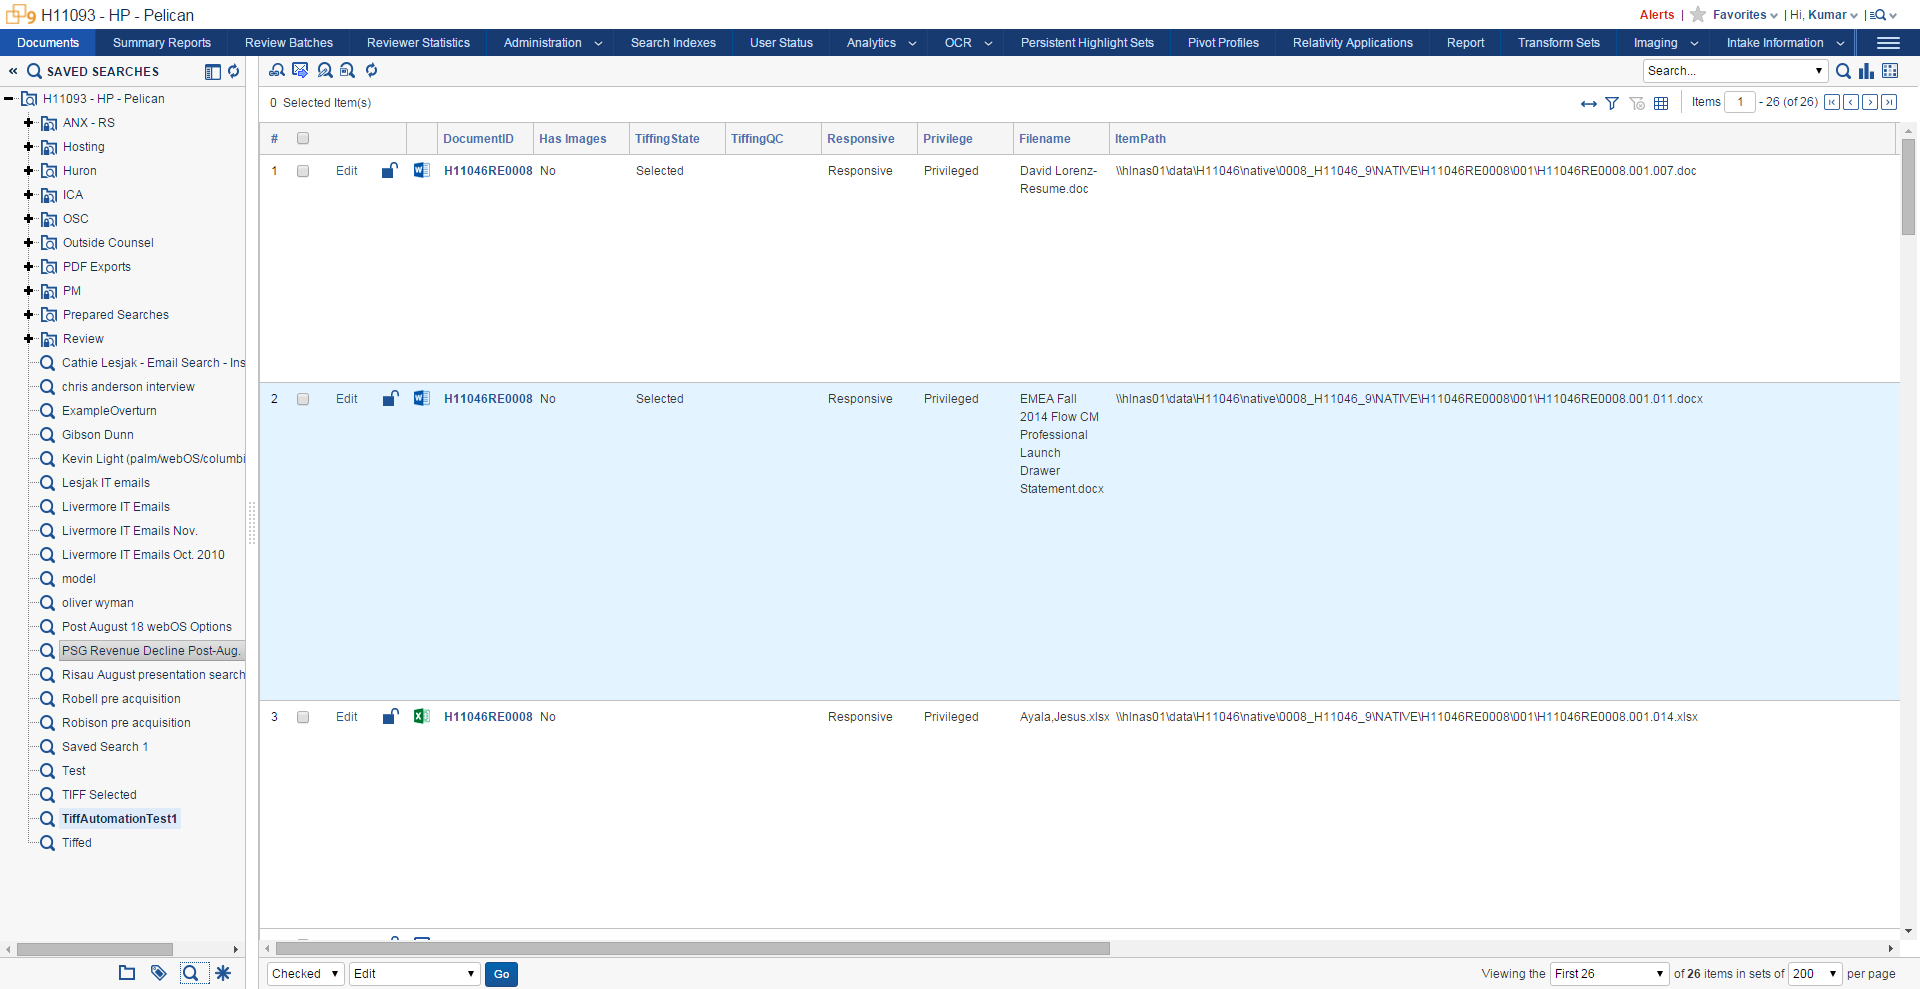 9 H11093 - HP - Pelican
Alerts | Favorites | Hi, Kumar |
Documents Summary Reports Review Batches Reviewer Statistics Administration Search Indexes User Status Analytics OCR Persistent Highlight Sets Pivot Profiles Relativity Applications Report Transform Sets Imaging Intake Information
« SAVED SEARCHES
H11093 - HP - Pelican
ANX - RS
Hosting
Huron
ICA
OSC
Outside Counsel
PDF Exports
PM
Prepared Searches
Review
Cathie Lesjak - Email Search - Ins
chris anderson interview
ExampleOverturn
Gibson Dunn
Kevin Light (palm/webOS/columbi
Lesjak IT emails
Livermore IT Emails
Livermore IT Emails Nov.
Livermore IT Emails Oct. 2010
model
oliver wyman
Post August 18 webOS Options
PSG Revenue Decline Post-Aug.
Risau August presentation search
Robell pre acquisition
Robison pre acquisition
Saved Search 1
Test
TIFF Selected
TiffAutomationTest1
Tiffed
Search...
0 Selected Item(s)
Items 1 - 26 (of 26)
# DocumentID Has Images TiffingState TiffingQC Responsive Privilege Filename ItemPath
1 Edit H11046RE0008 No Selected Responsive Privileged David Lorenz- \\hlnas01\data\H11046\native\0008_H11046_9\NATIVE\H11046RE0008\001\H11046RE0008.001.007.doc
Resume.doc
2 Edit H11046RE0008 No Selected Responsive Privileged EMEA Fall \\hlnas01\data\H11046\native\0008_H11046_9\NATIVE\H11046RE0008\001\H11046RE0008.001.011.docx
2014 Flow CM
Professional
Launch
Drawer
Statement.docx
3 Edit H11046RE0008 No Responsive Privileged Ayala,Jesus.xlsx \\hlnas01\data\H11046\native\0008_H11046_9\NATIVE\H11046RE0008\001\H11046RE0008.001.014.xlsx
Checked Edit Go
Viewing the First 26 of 26 items in sets of 200 per page